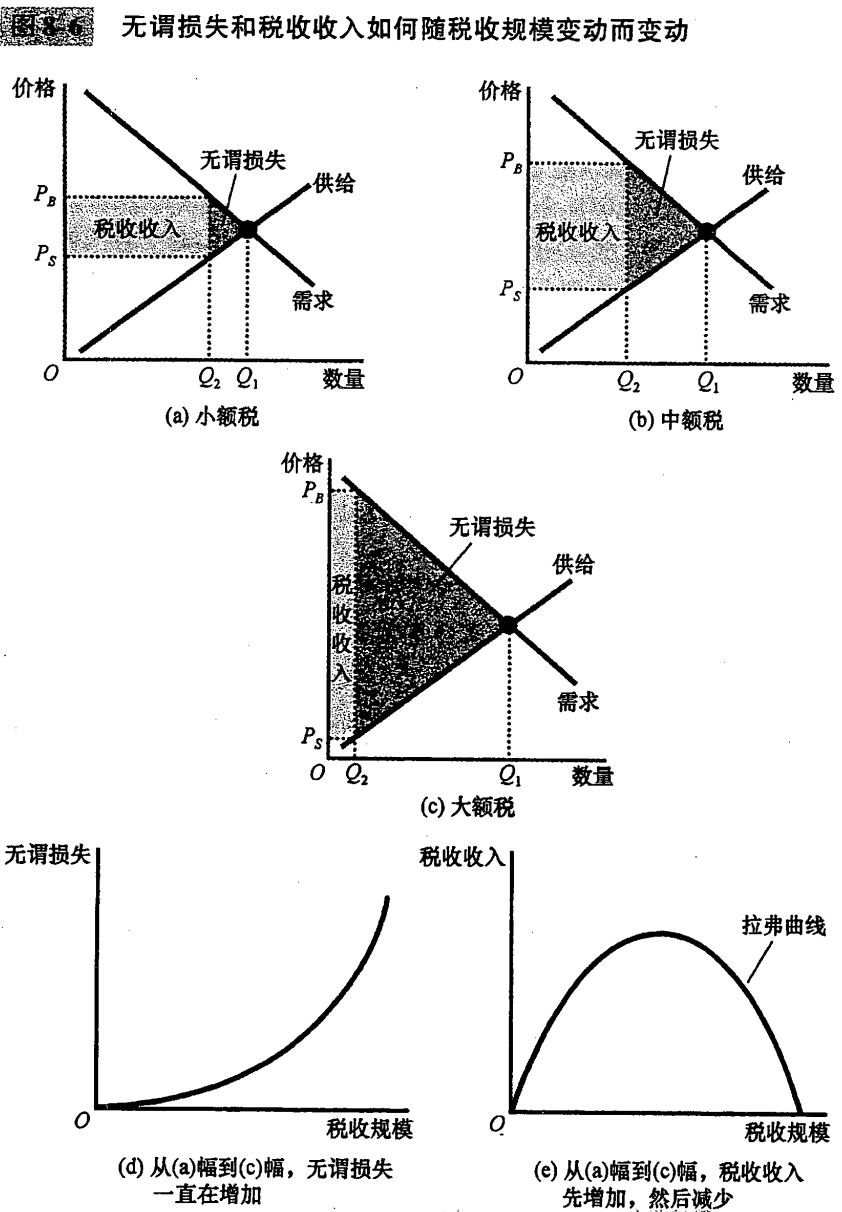 图8-6 无谓损失和税收收入如何随税收规模变动而变动
价格
无谓损失
供给
P_B
税收收入
P_S
需求
O
Q₂
Q₁
数量
(a) 小额税
价格
无谓损失
P_B
供给
税收收入
P_S
需求
O
Q₂
Q₁
数量
(b) 中额税
价格
P_B
无谓损失
供给
税收收入
需求
P_S
O
Q₂
Q₁
数量
(c) 大额税
无谓损失
O
税收规模
(d) 从(a)幅到(c)幅，无谓损失
一直在增加
税收收入
拉弗曲线
O
税收规模
(e) 从(a)幅到(c)幅，税收收入
先增加，然后减少